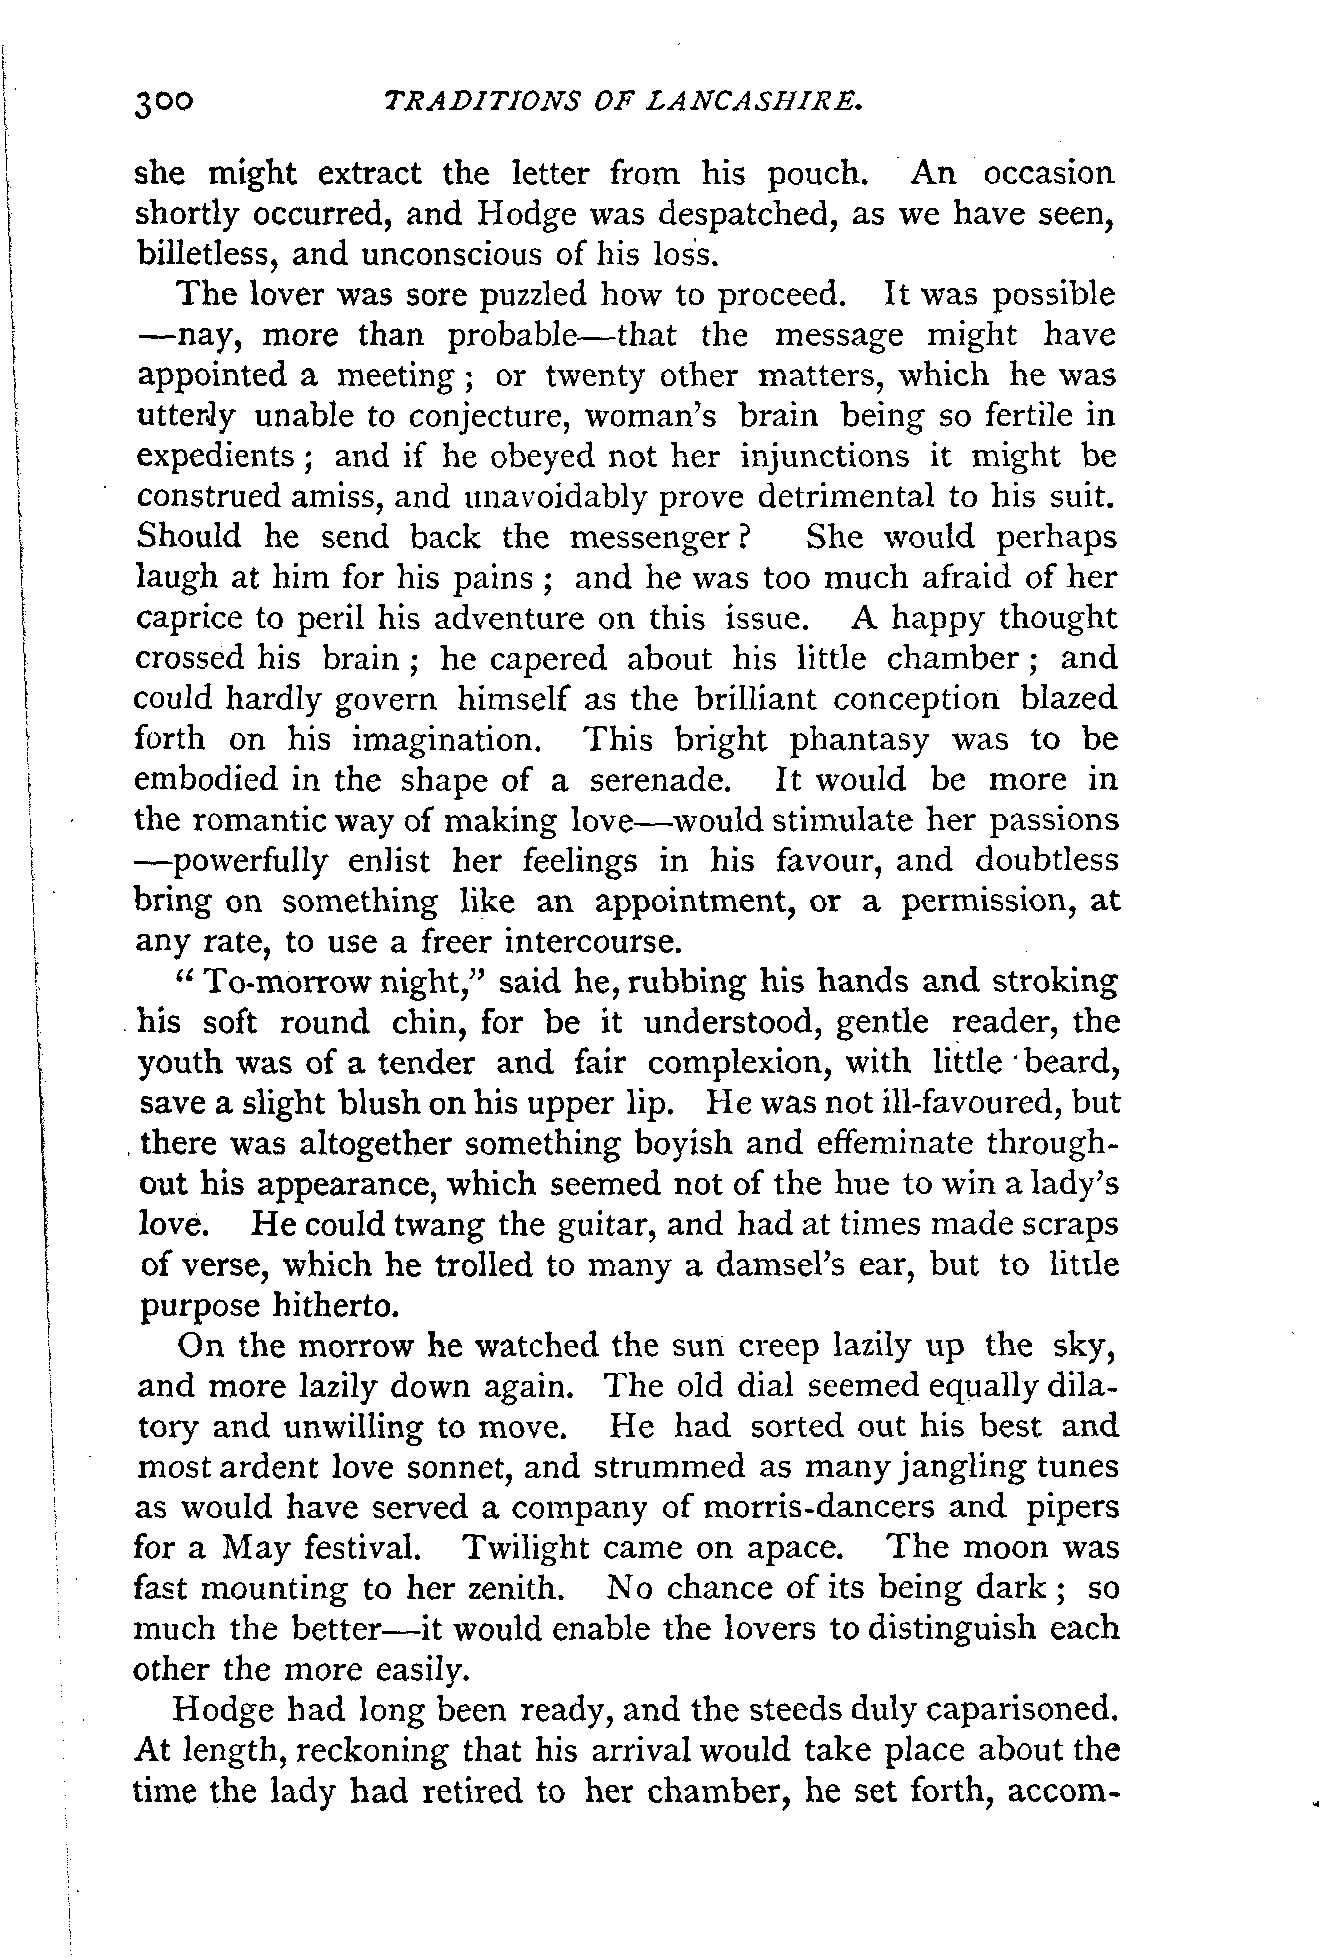 300 TRADITIONS OF LANCASHIRE.
she might extract the letter from his pouch. An occasion
shortly occurred, and Hodge was despatched, as we have seen,
billetless, and unconscious of his loss.
The lover was sore puzzled how to proceed. It was possible
—nay, more than probable—that the message might have
appointed a meeting ; or twenty other matters, which he was
utterly unable to conjecture, woman's brain being so fertile in
expedients ; and if he obeyed not her injunctions it might be
construed amiss, and unavoidably prove detrimental to his suit.
Should he send back the messenger ? She would perhaps
laugh at him for his pains ; and he was too much afraid of her
caprice to peril his adventure on this issue. A happy thought
crossed his brain ; he capered about his little chamber ; and
could hardly govern himself as the brilliant conception blazed
forth on his imagination. This bright phantasy was to be
embodied in the shape of a serenade. It would be more in
the romantic way of making love—would stimulate her passions
—powerfully enlist her feelings in his favour, and doubtless
bring on something like an appointment, or a permission, at
any rate, to use a freer intercourse.
“ To-morrow night,” said he, rubbing his hands and stroking
his soft round chin, for be it understood, gentle reader, the
youth was of a tender and fair complexion, with little beard,
save a slight blush on his upper lip. He was not ill-favoured, but
there was altogether something boyish and effeminate through-
out his appearance, which seemed not of the hue to win a lady's
love. He could twang the guitar, and had at times made scraps
of verse, which he trolled to many a damsel's ear, but to little
purpose hitherto.
On the morrow he watched the sun creep lazily up the sky,
and more lazily down again. The old dial seemed equally dila-
tory and unwilling to move. He had sorted out his best and
most ardent love sonnet, and strummed as many jangling tunes
as would have served a company of morris-dancers and pipers
for a May festival. Twilight came on apace. The moon was
fast mounting to her zenith. No chance of its being dark ; so
much the better—it would enable the lovers to distinguish each
other the more easily.
Hodge had long been ready, and the steeds duly caparisoned.
At length, reckoning that his arrival would take place about the
time the lady had retired to her chamber, he set forth, accom-